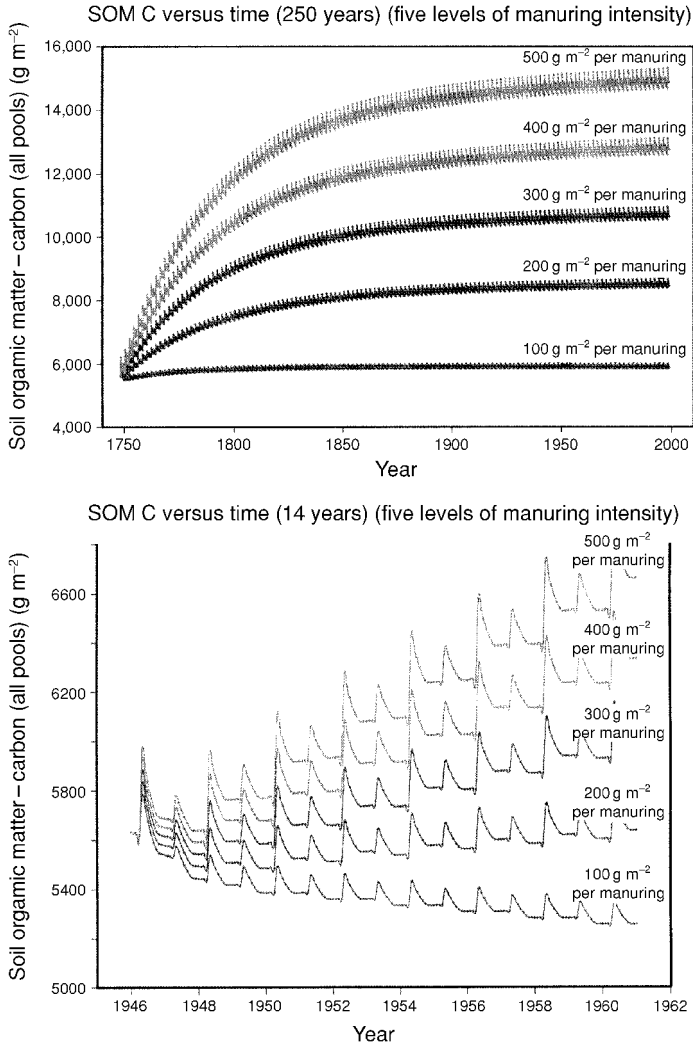 SOM C versus time (250 years) (five levels of manuring intensity)
Soil organic matter – carbon (all pools) (g m⁻²)
16,000
14,000
12,000
10,000
8,000
6,000
4,000
500 g m⁻² per manuring
400 g m⁻² per manuring
300 g m⁻² per manuring
200 g m⁻² per manuring
100 g m⁻² per manuring
1750 1800 1850 1900 1950 2000
Year
SOM C versus time (14 years) (five levels of manuring intensity)
Soil organic matter – carbon (all pools) (g m⁻²)
6600
6200
5800
5400
5000
500 g m⁻²
per manuring
400 g m⁻²
per manuring
300 g m⁻²
per manuring
200 g m⁻²
per manuring
100 g m⁻²
per manuring
1946 1948 1950 1952 1954 1956 1958 1960 1962
Year